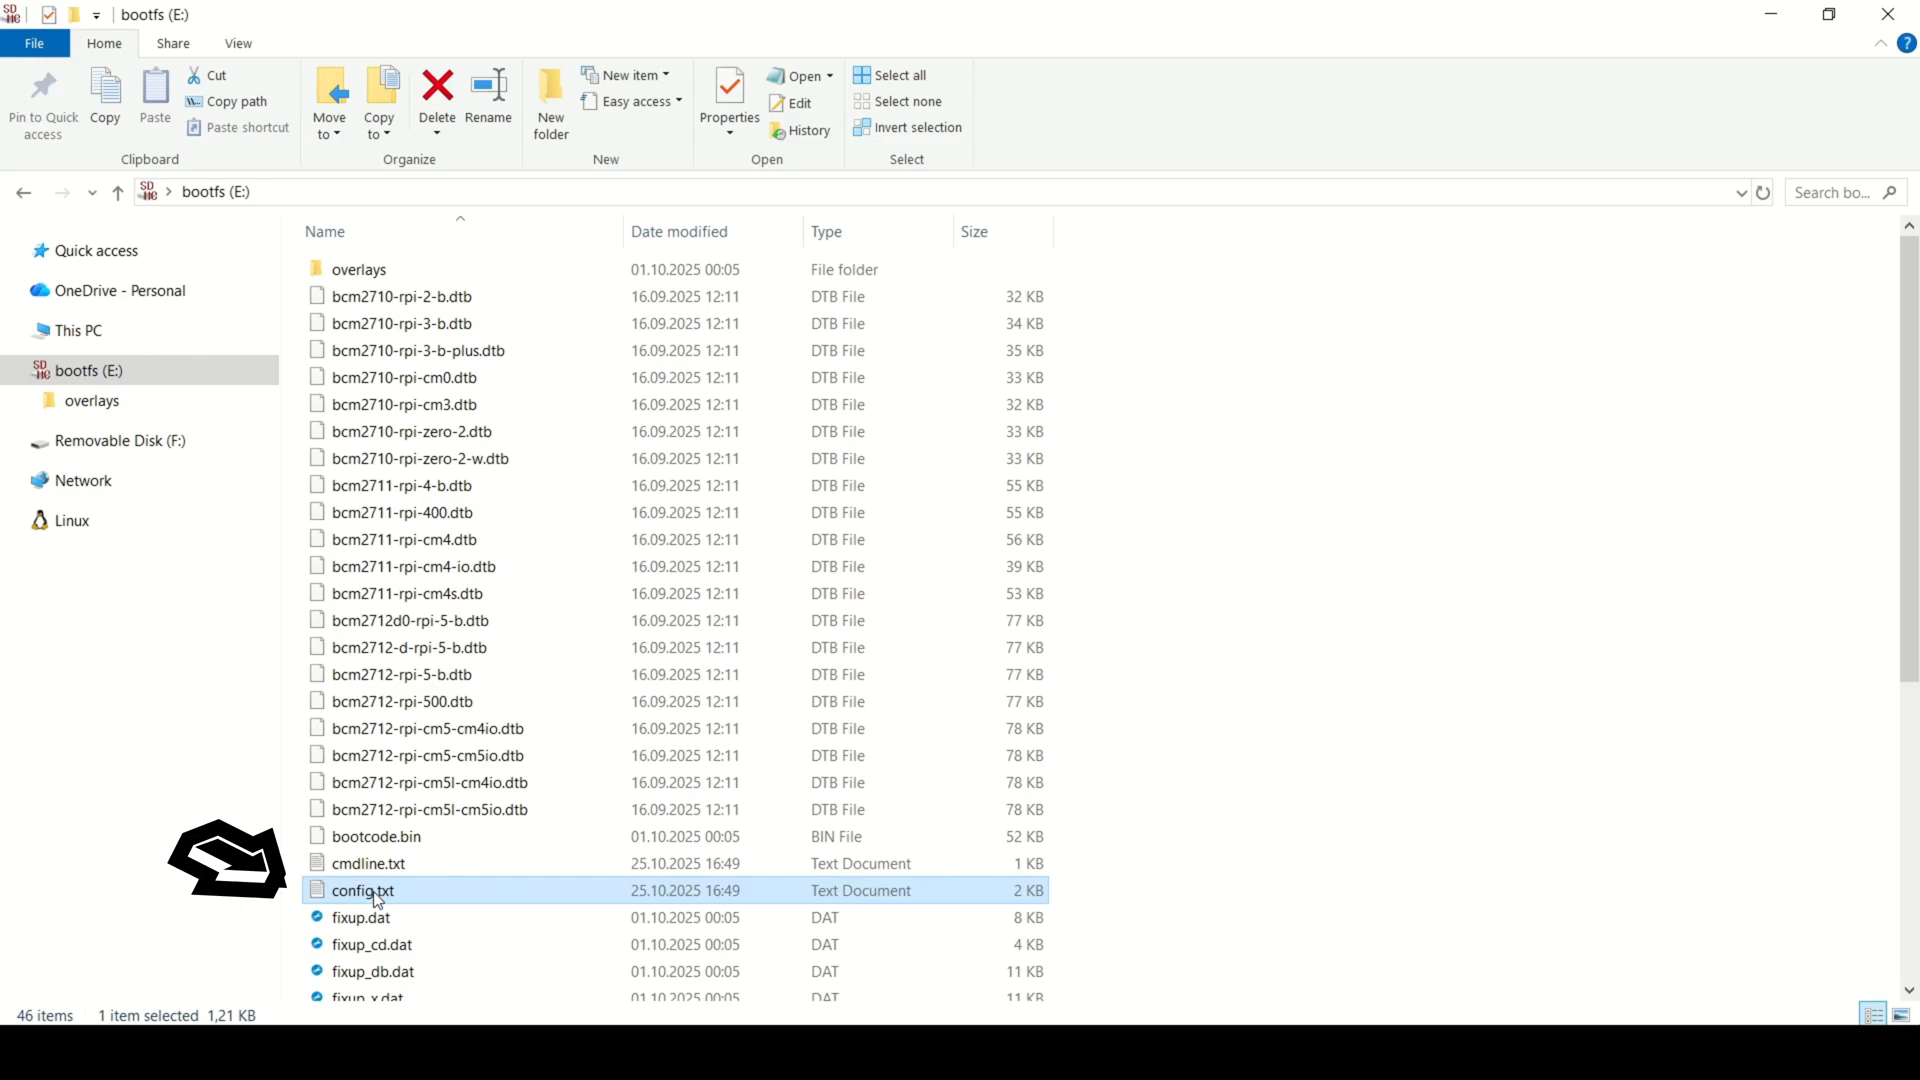 bootfs (E:)
File Home Share View
Pin to Quick access
Copy
Paste
Cut
Copy path
Paste shortcut
Clipboard
Move to
Copy to
Delete
Rename
Organize
New folder
New item
Easy access
New
Properties
Open
Edit
History
Open
Select all
Select none
Invert selection
Select
bootfs (E:)
Search bo...
Quick access
OneDrive - Personal
This PC
bootfs (E:)
overlays
Removable Disk (F:)
Network
Linux
Name Date modified Type Size
overlays 01.10.2025 00:05 File folder
bcm2710-rpi-2-b.dtb 16.09.2025 12:11 DTB File 32 KB
bcm2710-rpi-3-b.dtb 16.09.2025 12:11 DTB File 34 KB
bcm2710-rpi-3-b-plus.dtb 16.09.2025 12:11 DTB File 35 KB
bcm2710-rpi-cm0.dtb 16.09.2025 12:11 DTB File 33 KB
bcm2710-rpi-cm3.dtb 16.09.2025 12:11 DTB File 32 KB
bcm2710-rpi-zero-2.dtb 16.09.2025 12:11 DTB File 33 KB
bcm2710-rpi-zero-2-w.dtb 16.09.2025 12:11 DTB File 33 KB
bcm2711-rpi-4-b.dtb 16.09.2025 12:11 DTB File 55 KB
bcm2711-rpi-400.dtb 16.09.2025 12:11 DTB File 55 KB
bcm2711-rpi-cm4.dtb 16.09.2025 12:11 DTB File 56 KB
bcm2711-rpi-cm4-io.dtb 16.09.2025 12:11 DTB File 39 KB
bcm2711-rpi-cm4s.dtb 16.09.2025 12:11 DTB File 53 KB
bcm2712d0-rpi-5-b.dtb 16.09.2025 12:11 DTB File 77 KB
bcm2712-d-rpi-5-b.dtb 16.09.2025 12:11 DTB File 77 KB
bcm2712-rpi-5-b.dtb 16.09.2025 12:11 DTB File 77 KB
bcm2712-rpi-500.dtb 16.09.2025 12:11 DTB File 77 KB
bcm2712-rpi-cm5-cm4io.dtb 16.09.2025 12:11 DTB File 78 KB
bcm2712-rpi-cm5-cm5io.dtb 16.09.2025 12:11 DTB File 78 KB
bcm2712-rpi-cm5l-cm4io.dtb 16.09.2025 12:11 DTB File 78 KB
bcm2712-rpi-cm5l-cm5io.dtb 16.09.2025 12:11 DTB File 78 KB
bootcode.bin 01.10.2025 00:05 BIN File 52 KB
cmdline.txt 25.10.2025 16:49 Text Document 1 KB
config.txt 25.10.2025 16:49 Text Document 2 KB
fixup.dat 01.10.2025 00:05 DAT 8 KB
fixup_cd.dat 01.10.2025 00:05 DAT 4 KB
fixup_db.dat 01.10.2025 00:05 DAT 11 KB
fixup_x.dat 01.10.2025 00:05 DAT 11 KB
46 items 1 item selected 1,21 KB